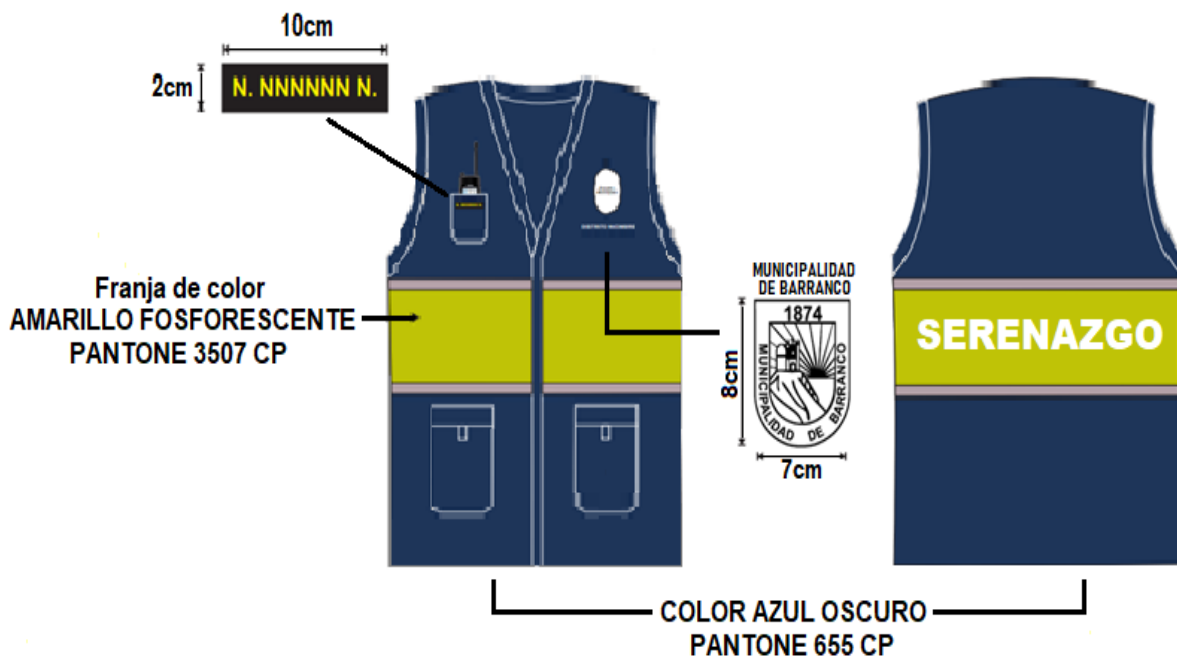 10cm
2cm
N. NNNNNN N.
Franja de color
AMARILLO FOSFORESCENTE
PANTONE 3507 CP
MUNICIPALIDAD
DE BARRANCO
1874
MUNICIPALIDAD DE BARRANCO
8cm
7cm
SERENAZGO
COLOR AZUL OSCURO
PANTONE 655 CP